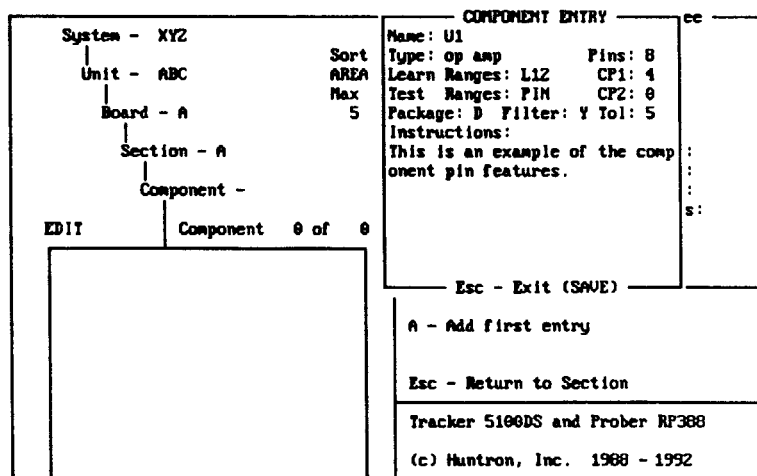 System - XYZ
Unit - ABC
Board - A
Section - A
Component -
Sort
AREA
Max
5
EDIT Component 0 of 0
COMPONENT ENTRY
Name: U1
Type: op amp Pins: 8
Learn Ranges: L12 CP1: 4
Test Ranges: PIN CP2: 0
Package: D Filter: Y Tol: 5
Instructions:
This is an example of the comp
onent pin features.
Esc - Exit (SAVE)
ee
:
:
:
s:
A - Add first entry
Esc - Return to Section
Tracker 5100DS and Prober RP388
(c) Huntron, Inc. 1988 - 1992